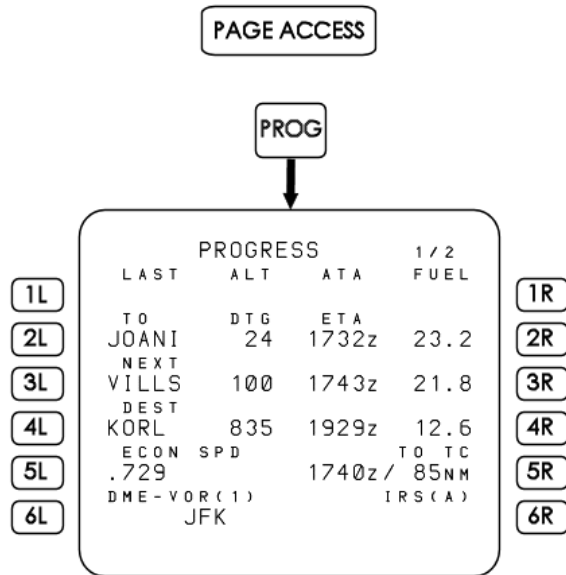 PAGE ACCESS
PROG
PROGRESS 1/2
LAST ALT ATA FUEL
1L 1R
TO DTG ETA
2L JOANI 24 1732z 23.2 2R
NEXT
3L VILLS 100 1743z 21.8 3R
DEST
4L KORL 835 1929z 12.6 4R
ECON SPD TO TC
5L .729 1740z/ 85NM 5R
DME-VOR(1) IRS(A)
6L JFK 6R